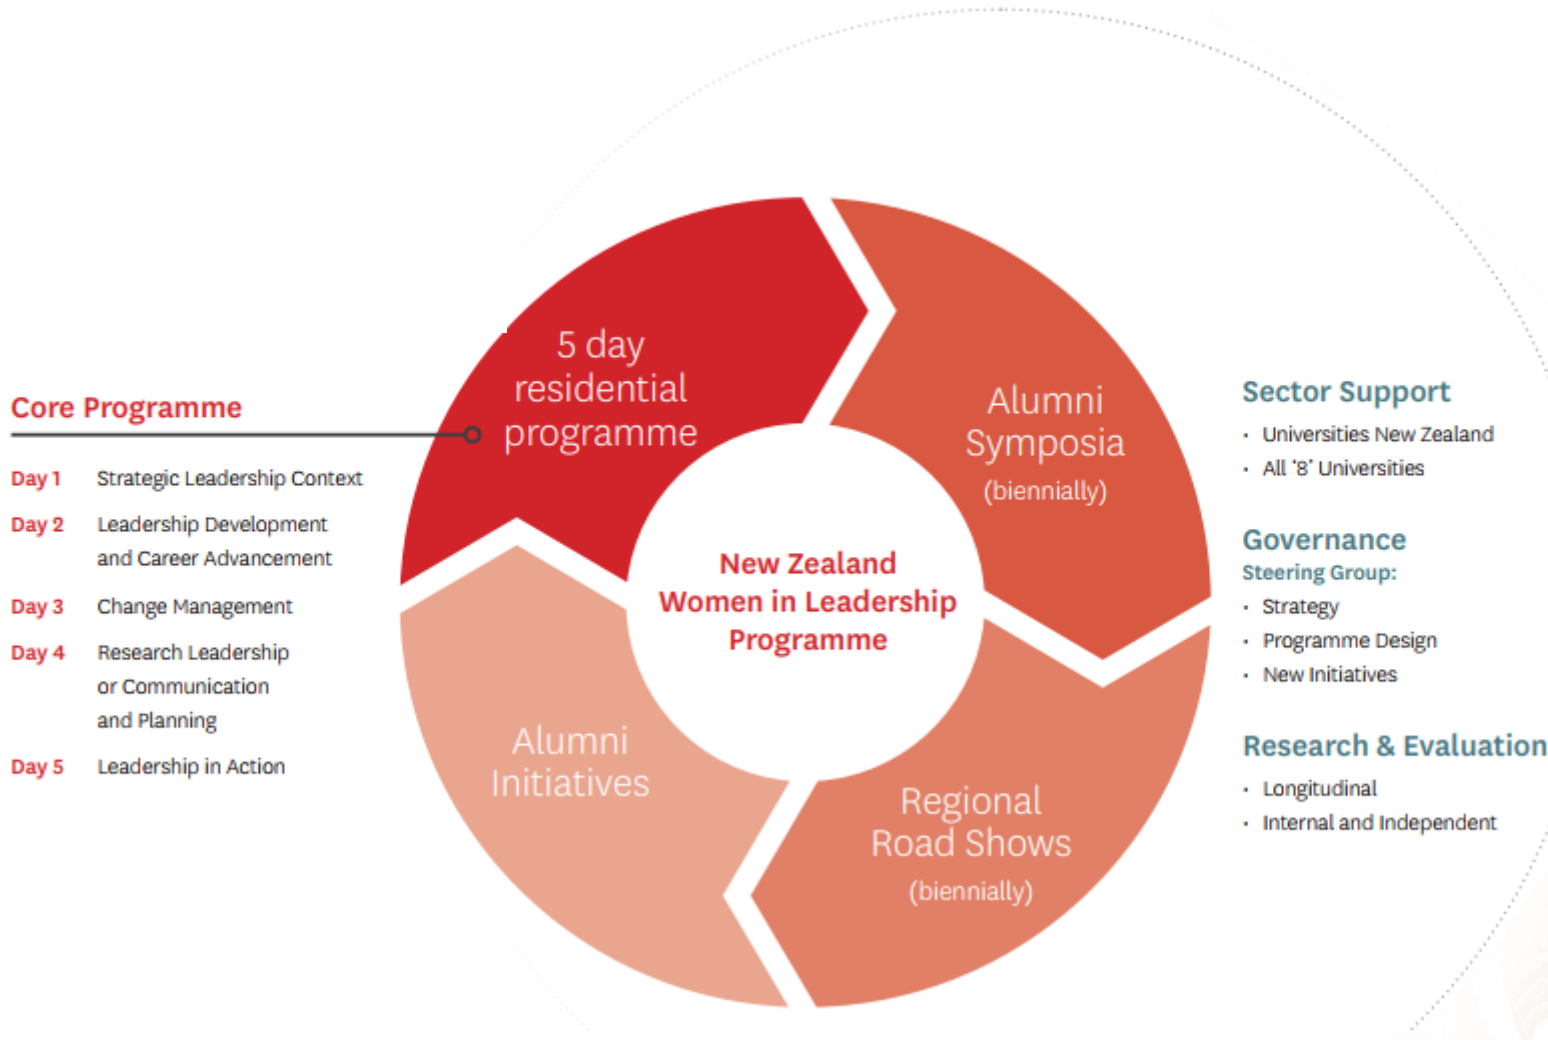 5 day
residential
programme
Alumni
Symposia
(biennially)
Regional
Road Shows
(biennially)
Alumni
Initiatives
New Zealand
Women in Leadership
Programme
Core Programme
Day 1 Strategic Leadership Context
Day 2 Leadership Development
and Career Advancement
Day 3 Change Management
Day 4 Research Leadership
or Communication
and Planning
Day 5 Leadership in Action
Sector Support
· Universities New Zealand
· All '8' Universities
Governance
Steering Group:
· Strategy
· Programme Design
· New Initiatives
Research & Evaluation
· Longitudinal
· Internal and Independent